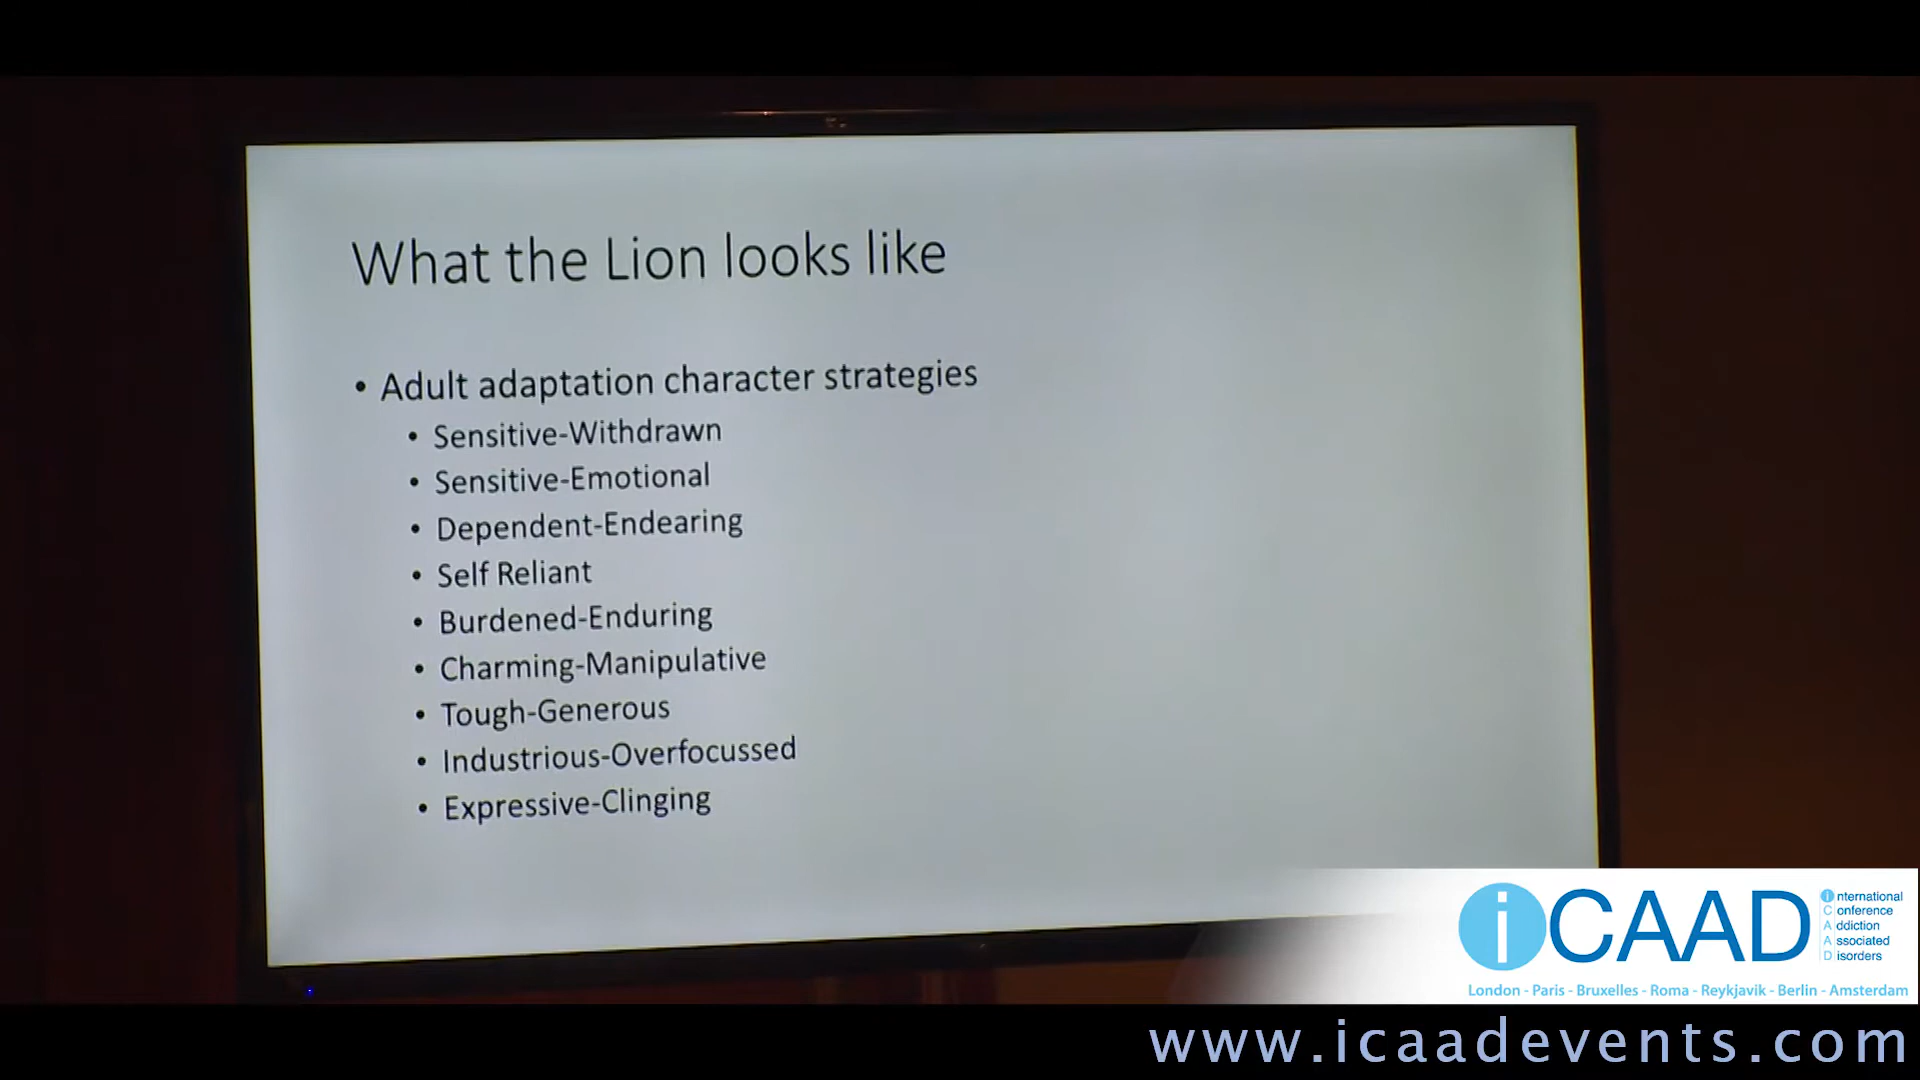 What the Lion looks like
• Adult adaptation character strategies
• Sensitive-Withdrawn
• Sensitive-Emotional
• Dependent-Endearing
• Self Reliant
• Burdened-Enduring
• Charming-Manipulative
• Tough-Generous
• Industrious-Overfocussed
• Expressive-Clinging
iCAAD
international
Conference
Addiction
Associated
Disorders
London - Paris - Bruxelles - Roma - Reykjavik - Berlin - Amsterdam
www.icaadevents.com